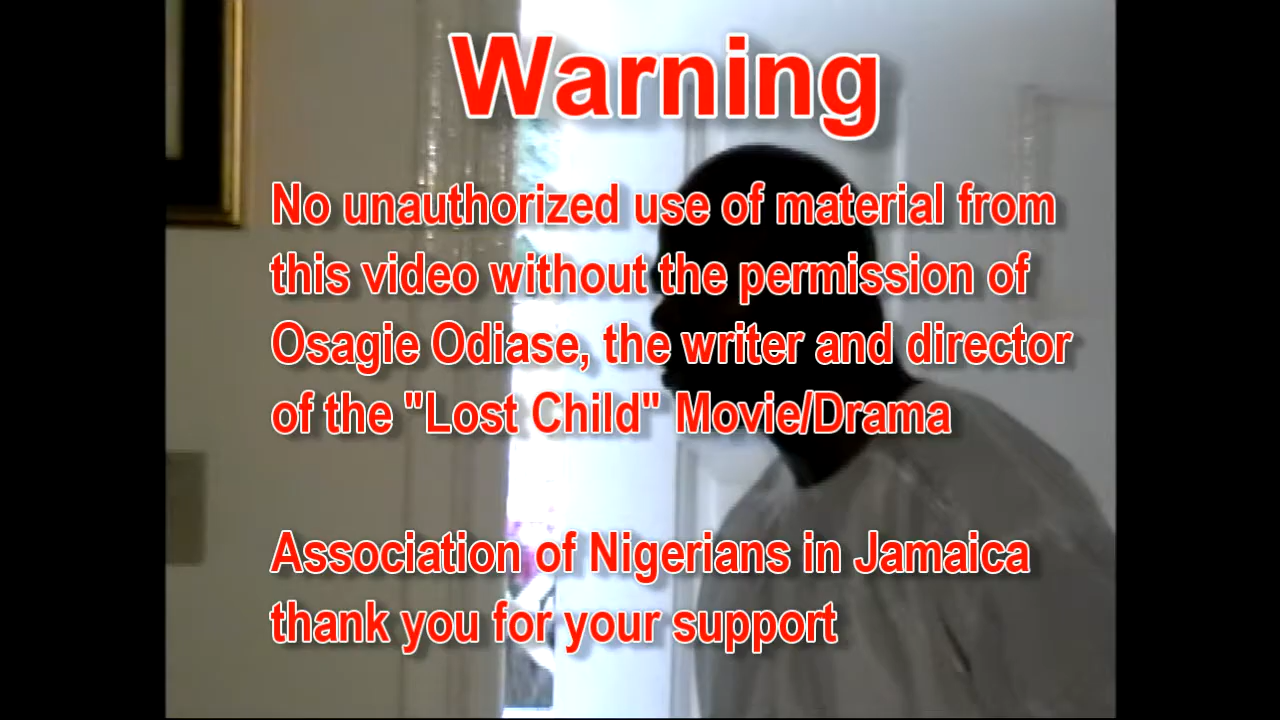 Warning
No unauthorized use of material from
this video without the permission of
Osagie Odiase, the writer and director
of the "Lost Child" Movie/Drama
Association of Nigerians in Jamaica
thank you for your support